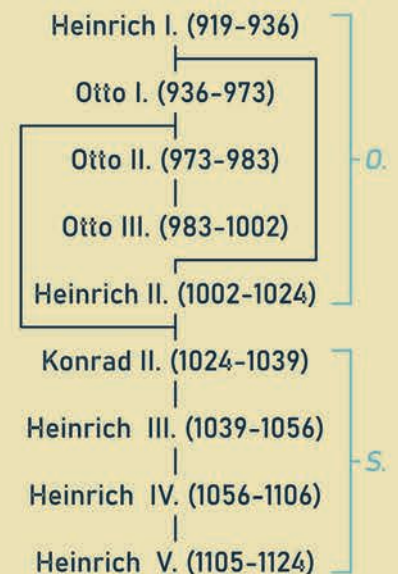 Heinrich I. (919-936)
Otto I. (936-973)
Otto II. (973-983)
O.
Otto III. (983-1002)
Heinrich II. (1002-1024)
Konrad II. (1024-1039)
Heinrich III. (1039-1056)
S.
Heinrich IV. (1056-1106)
Heinrich V. (1105-1124)